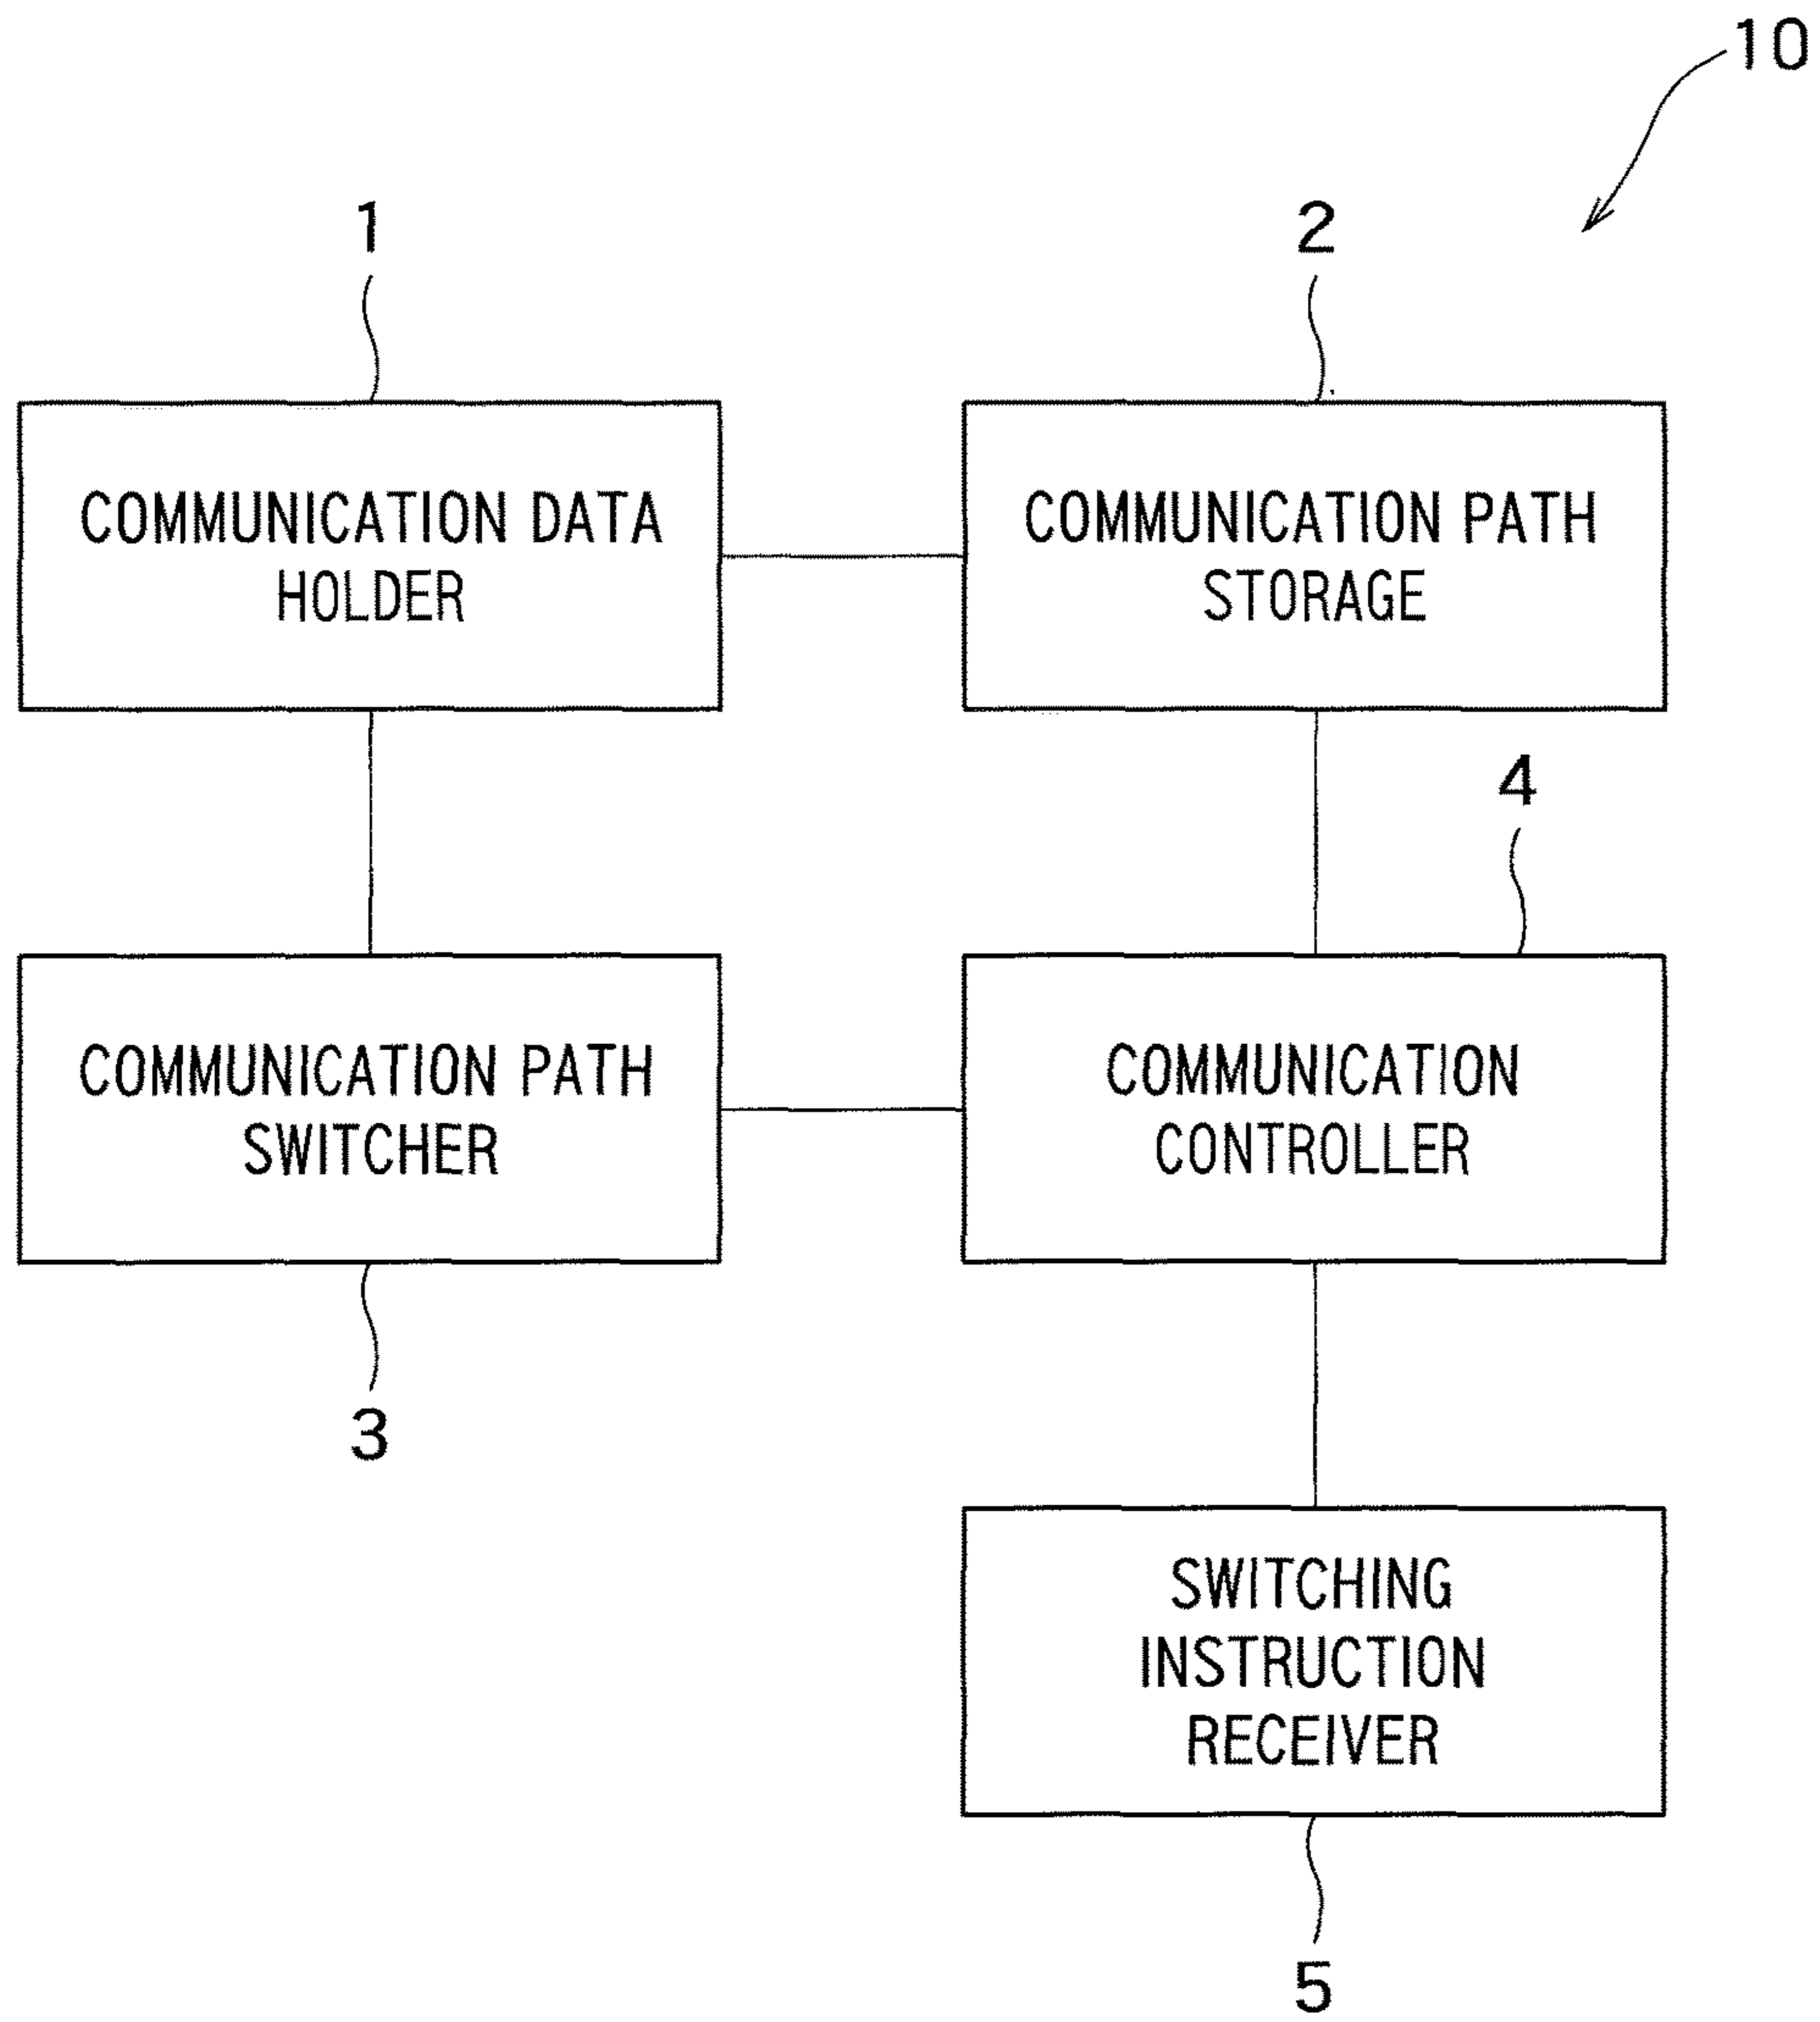 10
1
2
COMMUNICATION DATA
HOLDER
COMMUNICATION PATH
STORAGE
4
COMMUNICATION PATH
SWITCHER
COMMUNICATION
CONTROLLER
3
SWITCHING
INSTRUCTION
RECEIVER
5